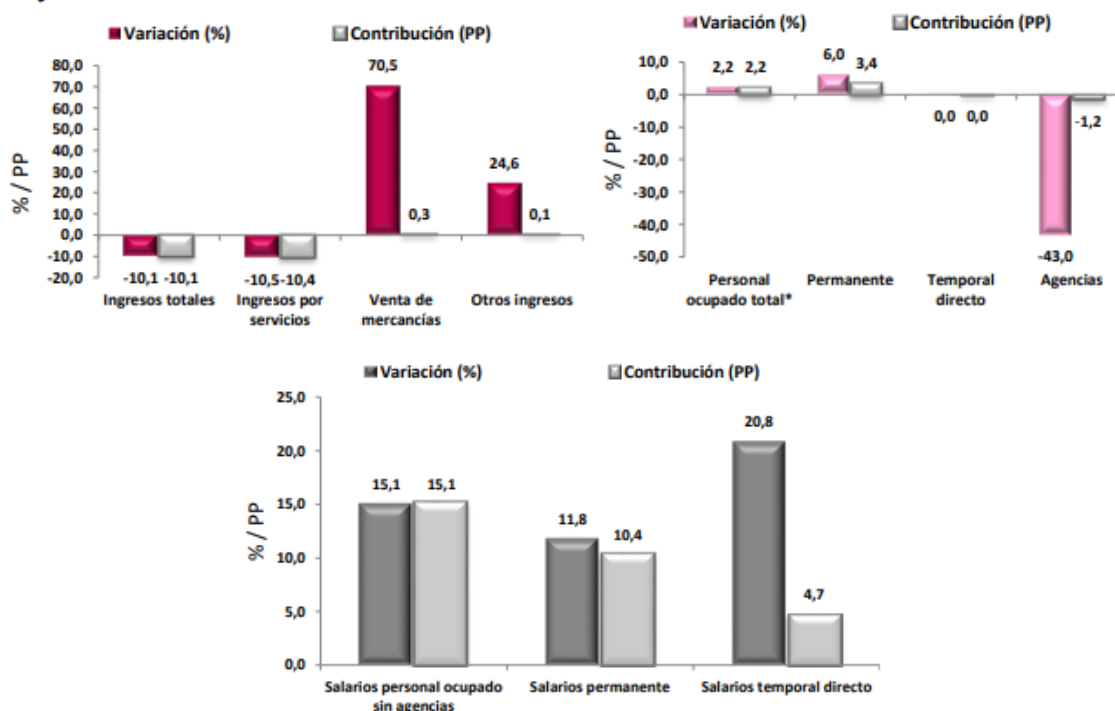 Variación (%) Contribución (PP)
80,0
70,0
60,0
50,0
40,0
30,0
20,0
10,0
0,0
-10,0
-20,0
% / PP
70,5
24,6
0,3
0,1
-10,1 -10,1
-10,5 -10,4
Ingresos totales
Ingresos por
servicios
Venta de
mercancías
Otros ingresos
Variación (%) Contribución (PP)
10,0
0,0
-10,0
-20,0
-30,0
-40,0
-50,0
% / PP
2,2 2,2
6,0
3,4
0,0 0,0
-1,2
-43,0
Personal
ocupado total*
Permanente
Temporal
directo
Agencias
Variación (%) Contribución (PP)
25,0
20,0
15,0
10,0
5,0
0,0
% / PP
15,1 15,1
11,8
10,4
20,8
4,7
Salarios personal ocupado
sin agencias
Salarios permanente
Salarios temporal directo